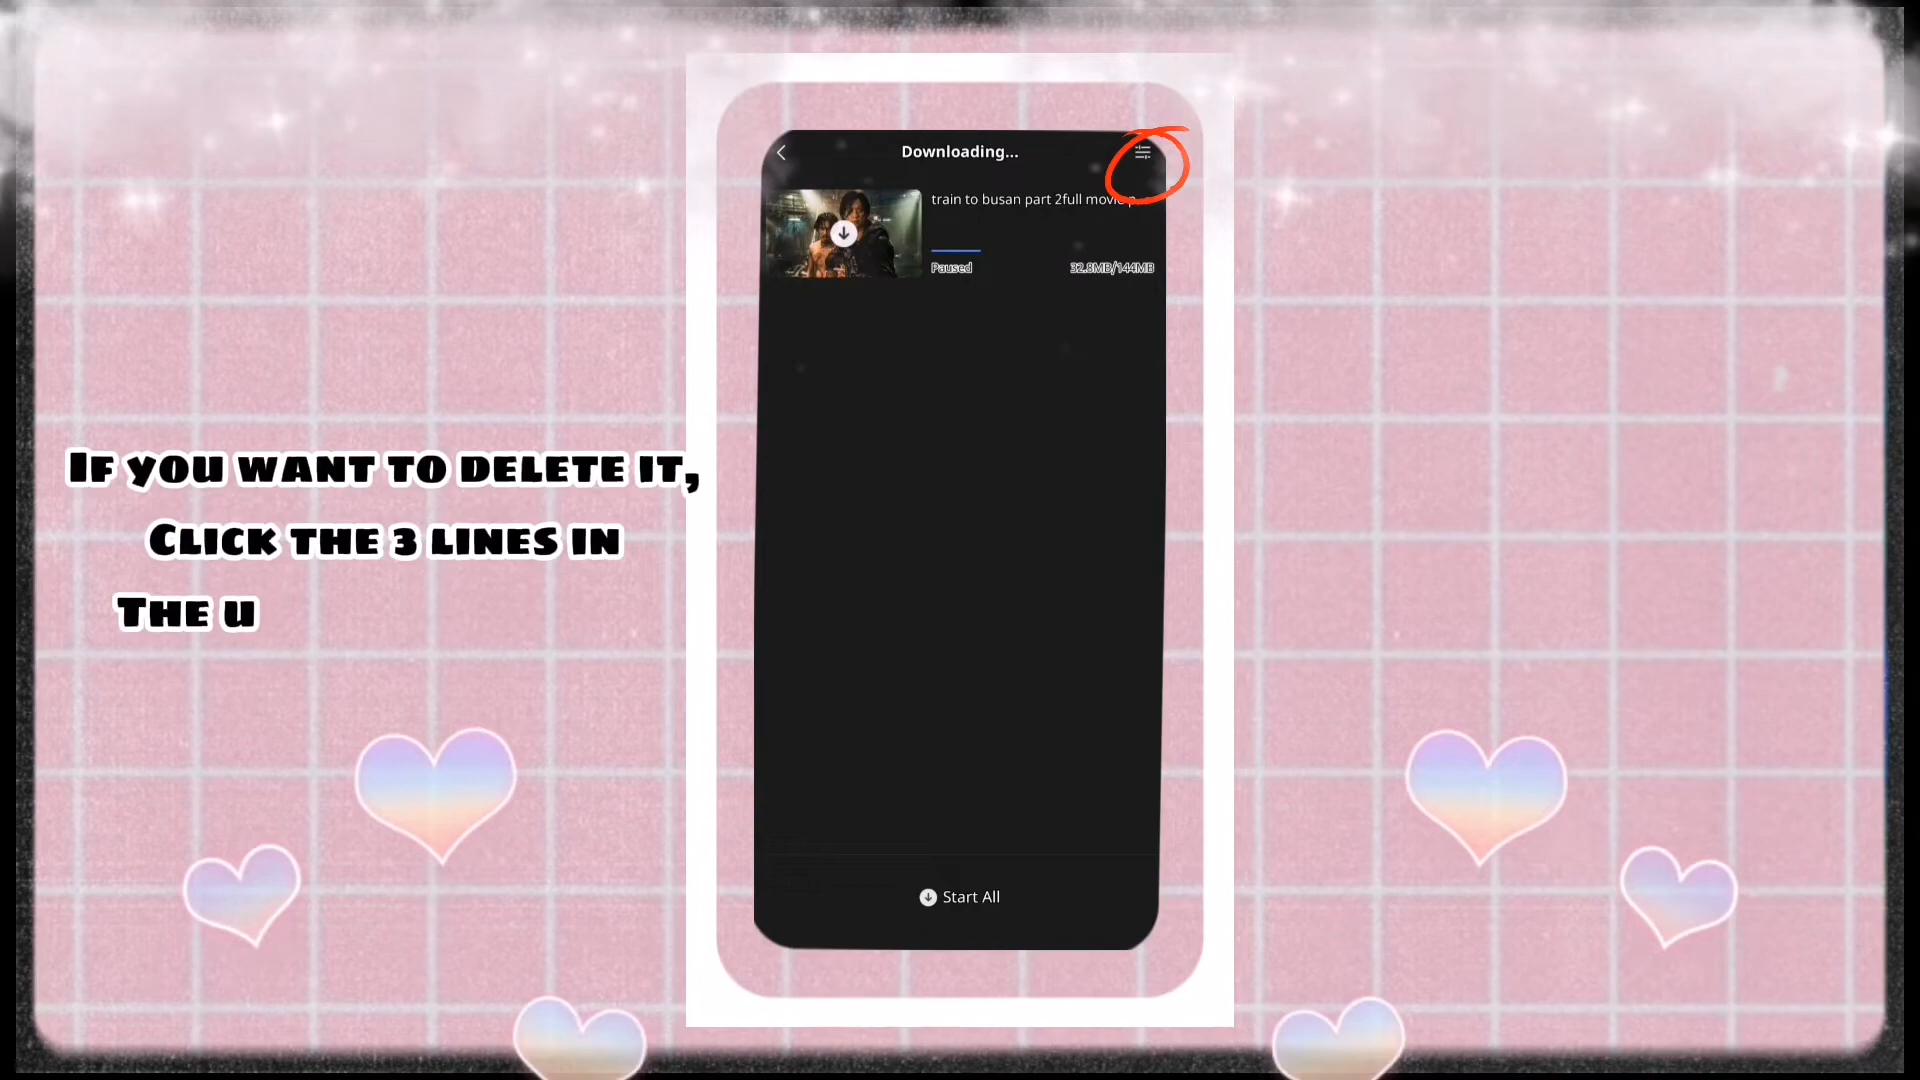 Downloading...
train to busan part 2full movie p...
Paused
32.8MB/144MB
If you want to delete it,
Click the 3 lines in
The u
Start All